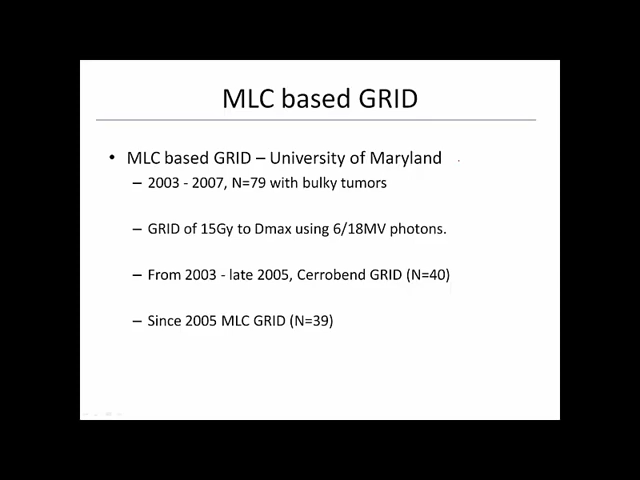 MLC based GRID
• MLC based GRID – University of Maryland
– 2003 - 2007, N=79 with bulky tumors
– GRID of 15Gy to Dmax using 6/18MV photons.
– From 2003 - late 2005, Cerrobend GRID (N=40)
– Since 2005 MLC GRID (N=39)